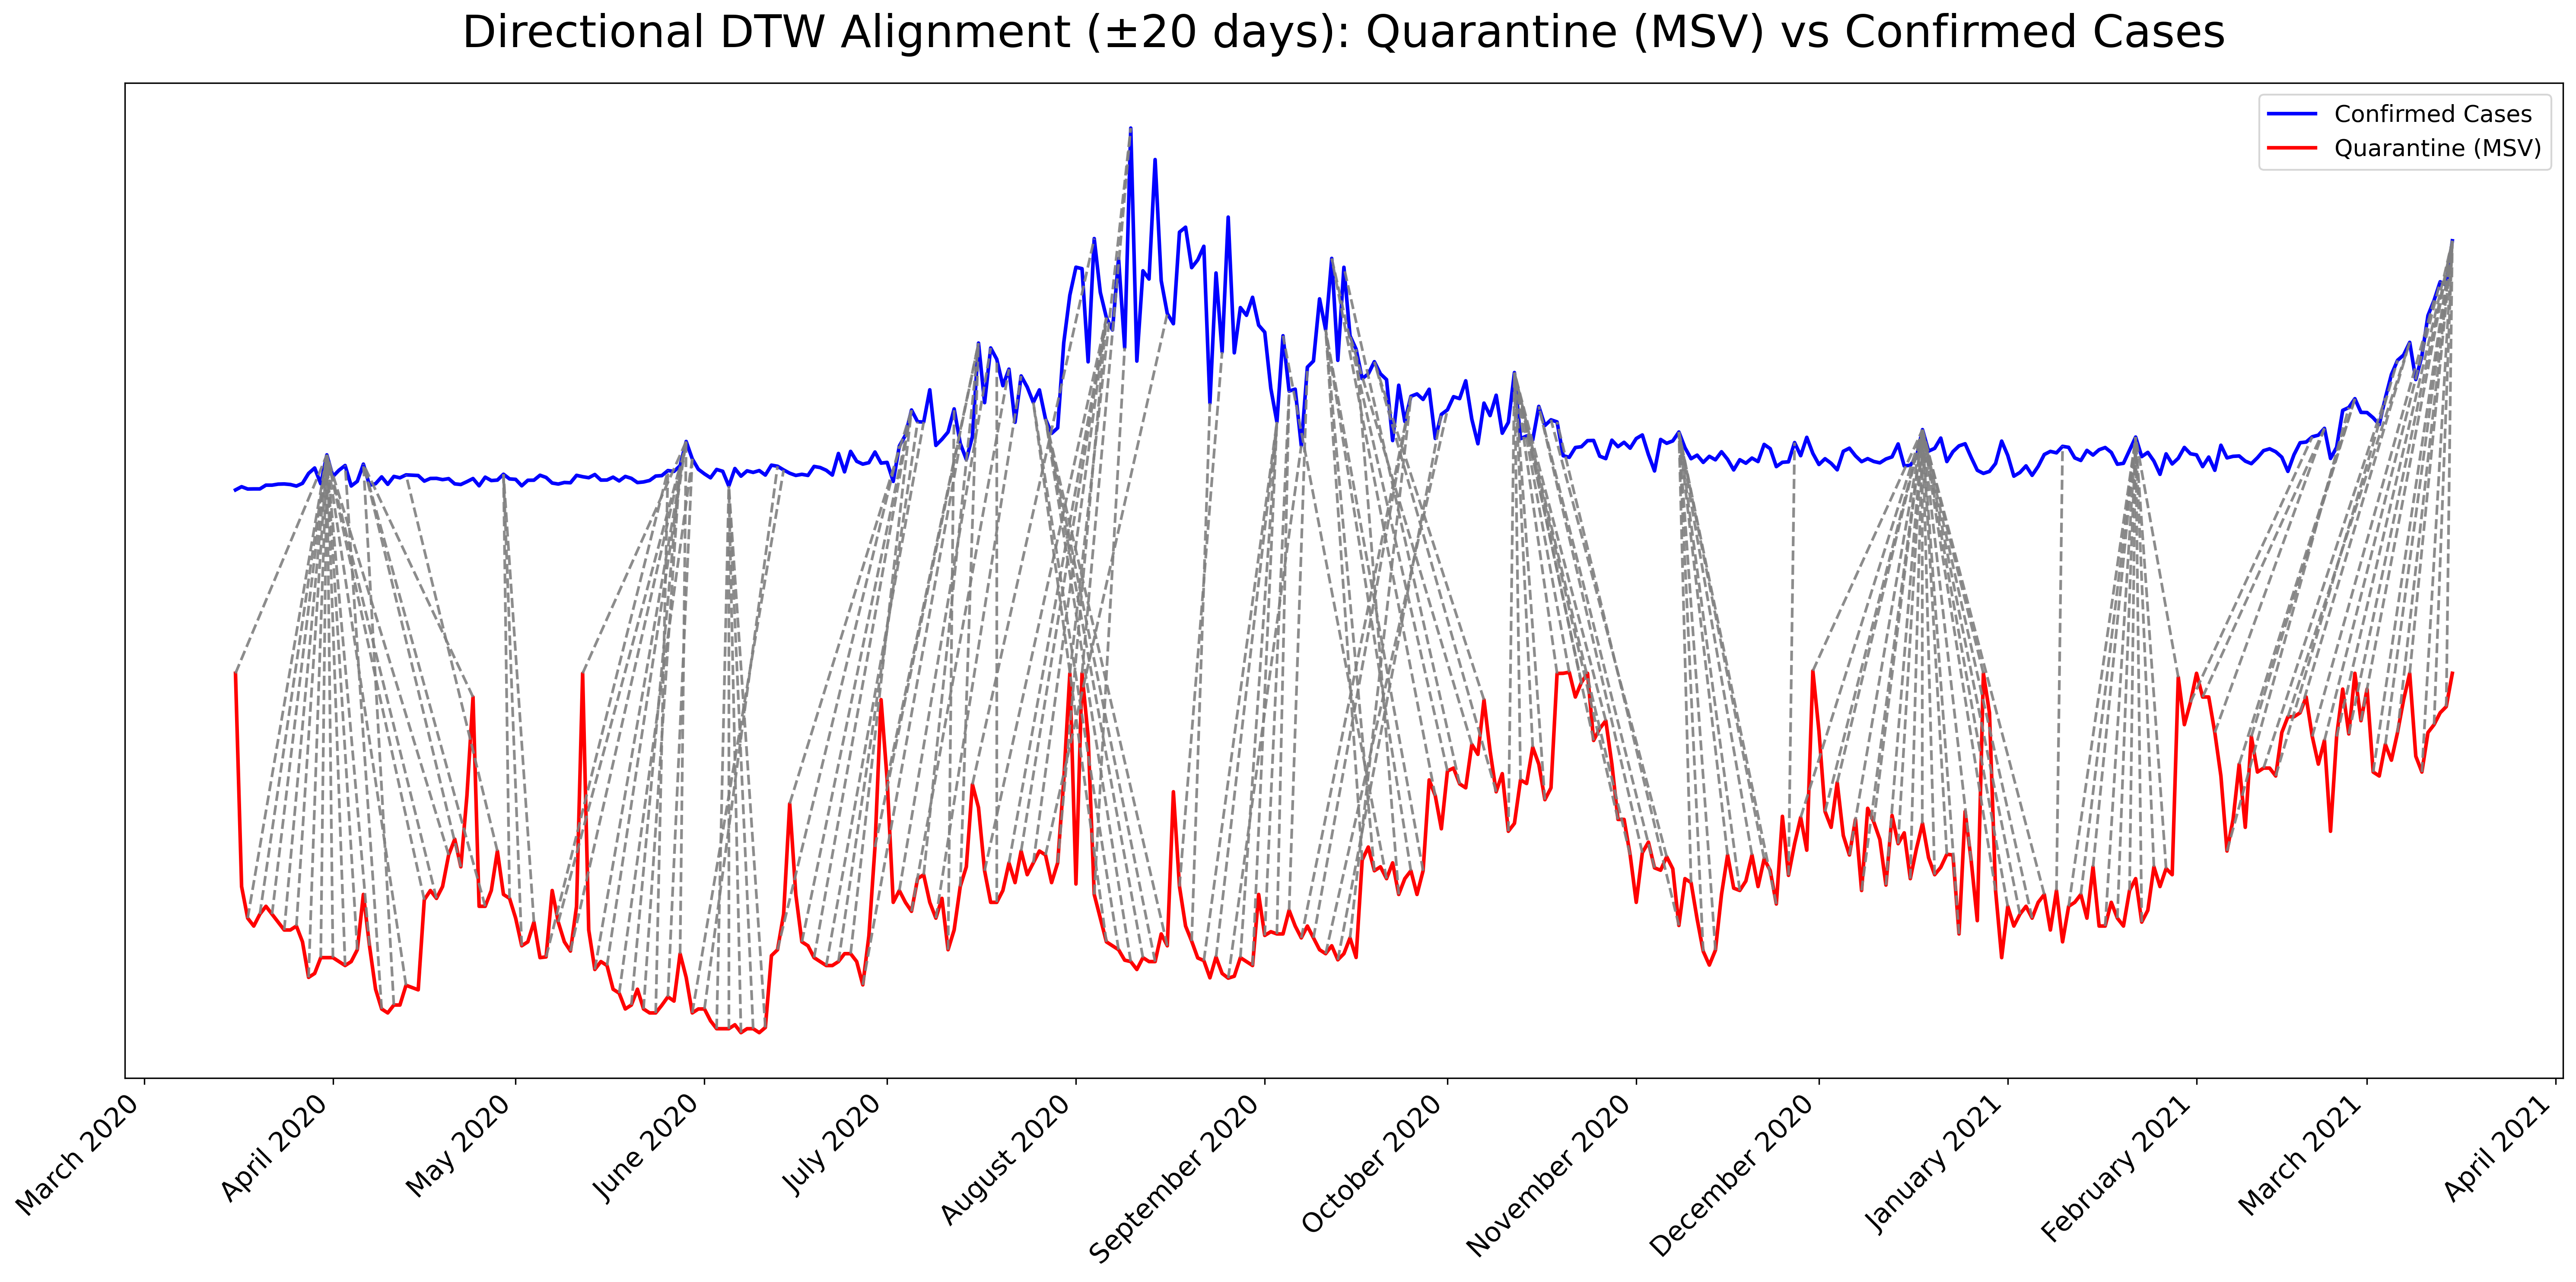 Directional DTW Alignment (±20 days): Quarantine (MSV) vs Confirmed Cases
Confirmed Cases
Quarantine (MSV)
March 2020
April 2020
May 2020
June 2020
July 2020
August 2020
September 2020
October 2020
November 2020
December 2020
January 2021
February 2021
March 2021
April 2021